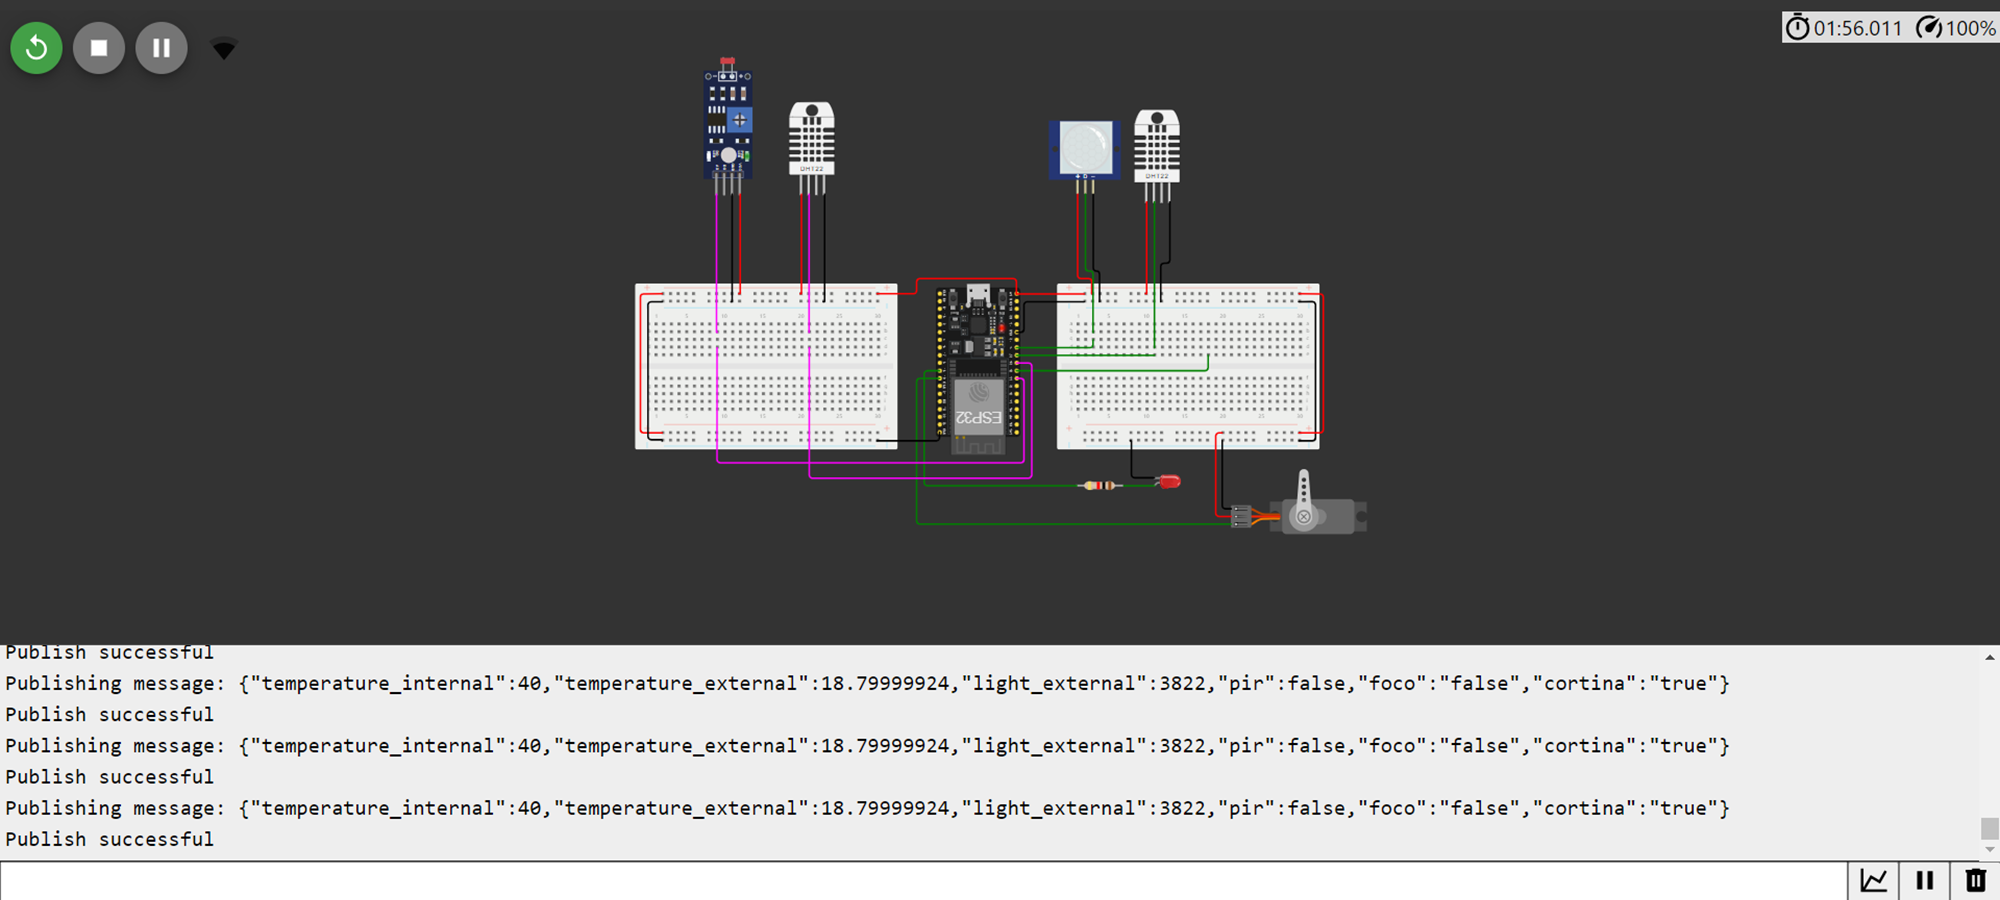 01:56.011 100%
DHT22
DHT22
+ D -
ESP32
Publish successful
Publishing message: {"temperature_internal":40,"temperature_external":18.79999924,"light_external":3822,"pir":false,"foco":"false","cortina":"true"}
Publish successful
Publishing message: {"temperature_internal":40,"temperature_external":18.79999924,"light_external":3822,"pir":false,"foco":"false","cortina":"true"}
Publish successful
Publishing message: {"temperature_internal":40,"temperature_external":18.79999924,"light_external":3822,"pir":false,"foco":"false","cortina":"true"}
Publish successful